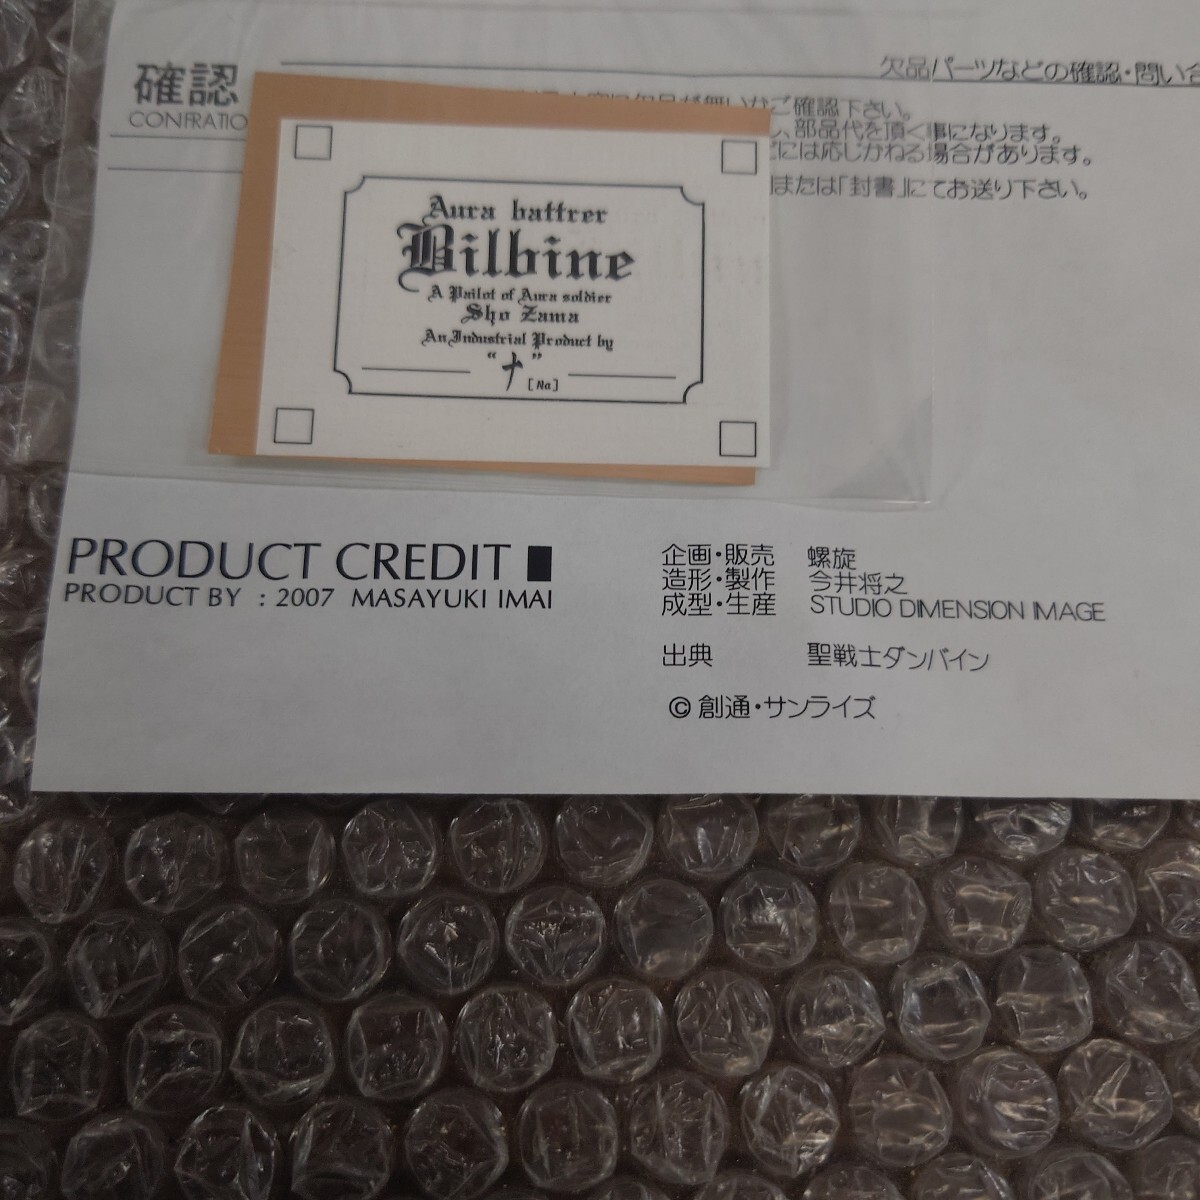 欠品パーツなどの確認・問い合
確認
CONFRATIO
ご確認下さい。
部品代を頂く事になります。
には応じかねる場合があります。
または「封書」にてお送り下さい。
Aura battrer
Bilbine
A Pailot of Aura soldier
Sho Zama
An Industrial Product by
“ナ” [Na]
PRODUCT CREDIT
PRODUCT BY : 2007 MASAYUKI IMAI
企画・販売 螺旋
造形・製作 今井将之
成型・生産 STUDIO DIMENSION IMAGE
出典 聖戦士ダンバイン
© 創通・サンライズ